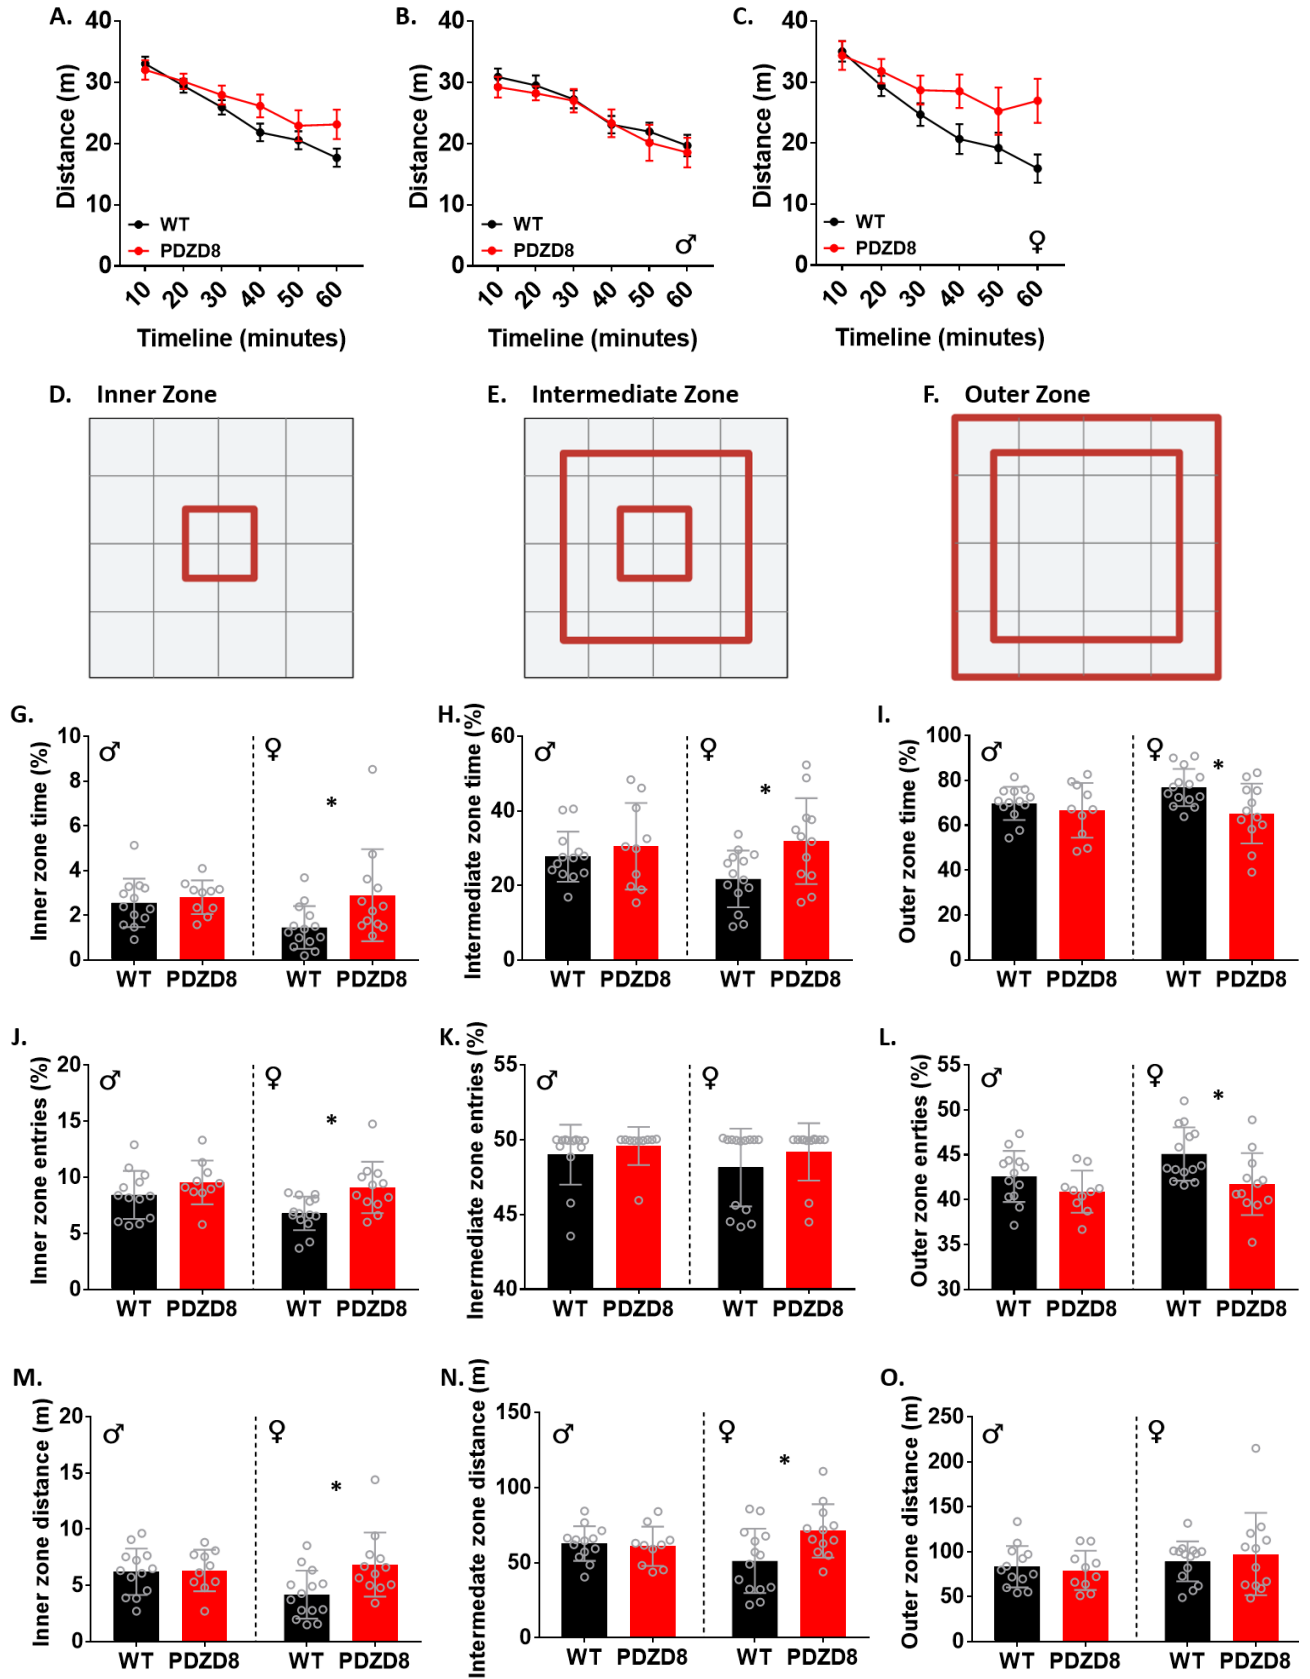 A.
B.
C.
Distance (m)
40
30
20
10
0
WT
PDZD8
10
20
30
40
50
60
Timeline (minutes)
Distance (m)
40
30
20
10
0
WT
PDZD8
♂
10
20
30
40
50
60
Timeline (minutes)
Distance (m)
40
30
20
10
0
WT
PDZD8
♀
10
20
30
40
50
60
Timeline (minutes)
D. Inner Zone
E. Intermediate Zone
F. Outer Zone
G.
Inner zone time (%)
10
8
6
4
2
0
♂
♀
*
WT
PDZD8
WT
PDZD8
H.
Intermediate zone time (%)
60
40
20
0
♂
♀
*
WT
PDZD8
WT
PDZD8
I.
Outer zone time (%)
100
80
60
40
20
0
♂
♀
*
WT
PDZD8
WT
PDZD8
J.
Inner zone entries (%)
20
15
10
5
0
♂
♀
*
WT
PDZD8
WT
PDZD8
K.
Inermediate zone entries (%)
55
50
45
40
♂
♀
WT
PDZD8
WT
PDZD8
L.
Outer zone enrties (%)
55
50
45
40
35
30
♂
♀
*
WT
PDZD8
WT
PDZD8
M.
Inner zone distance (m)
20
15
10
5
0
♂
♀
*
WT
PDZD8
WT
PDZD8
N.
Intermedate zone distance (m)
150
100
50
0
♂
♀
*
WT
PDZD8
WT
PDZD8
O.
Outer zone distance (m)
250
200
150
100
50
0
♂
♀
WT
PDZD8
WT
PDZD8